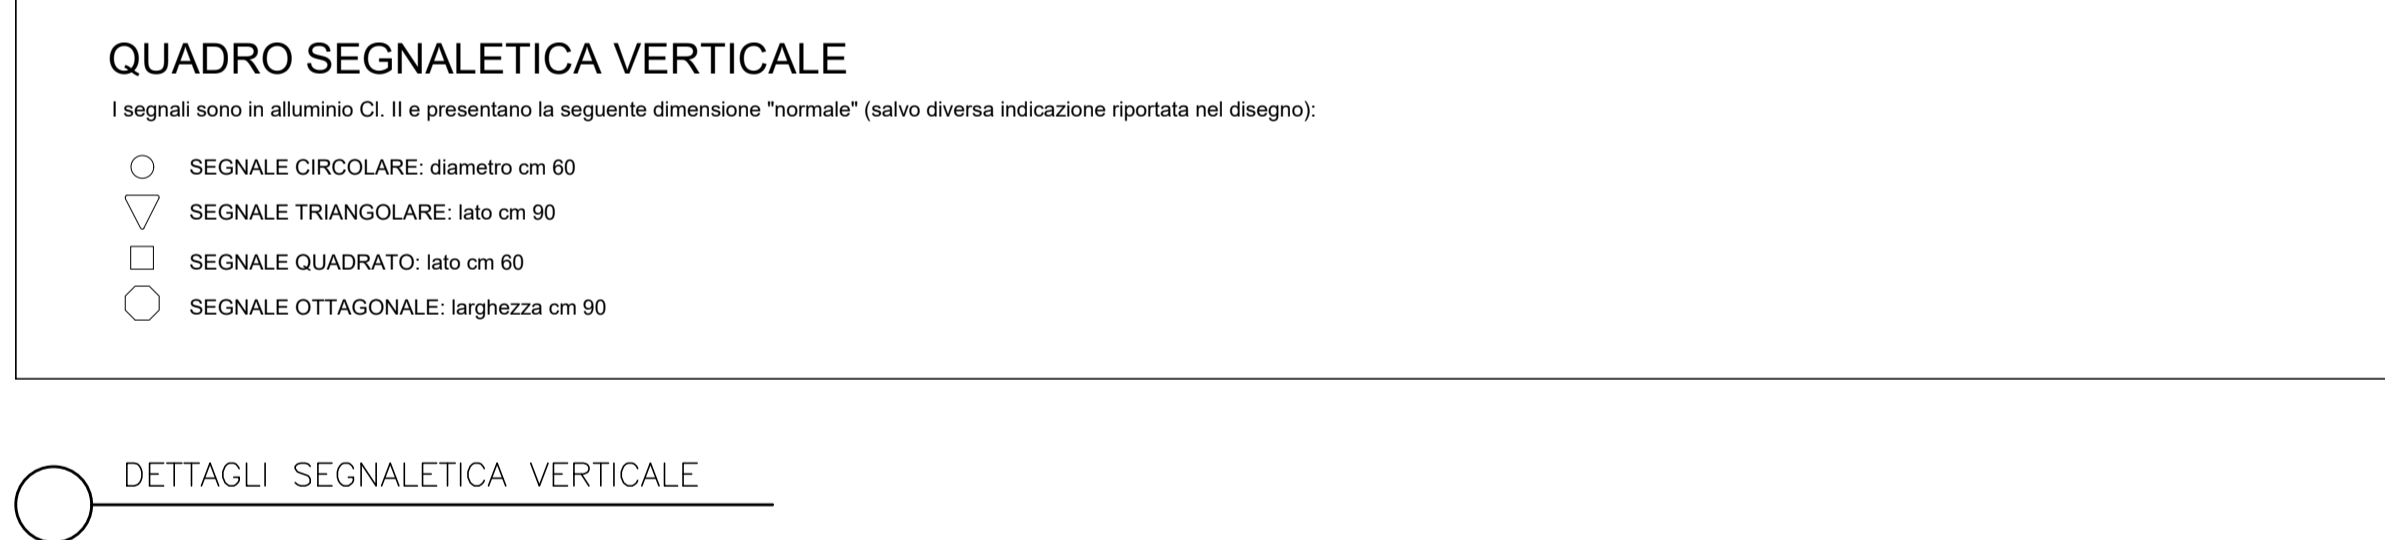 QUADRO SEGNALETICA VERTICALE
I segnali sono in alluminio Cl. II e presentano la seguente dimensione "normale" (salvo diversa indicazione riportata nel disegno):
SEGNALE CIRCOLARE: diametro cm 60
SEGNALE TRIANGOLARE: lato cm 90
SEGNALE QUADRATO: lato cm 60
SEGNALE OTTAGONALE: larghezza cm 90
DETTAGLI SEGNALETICA VERTICALE